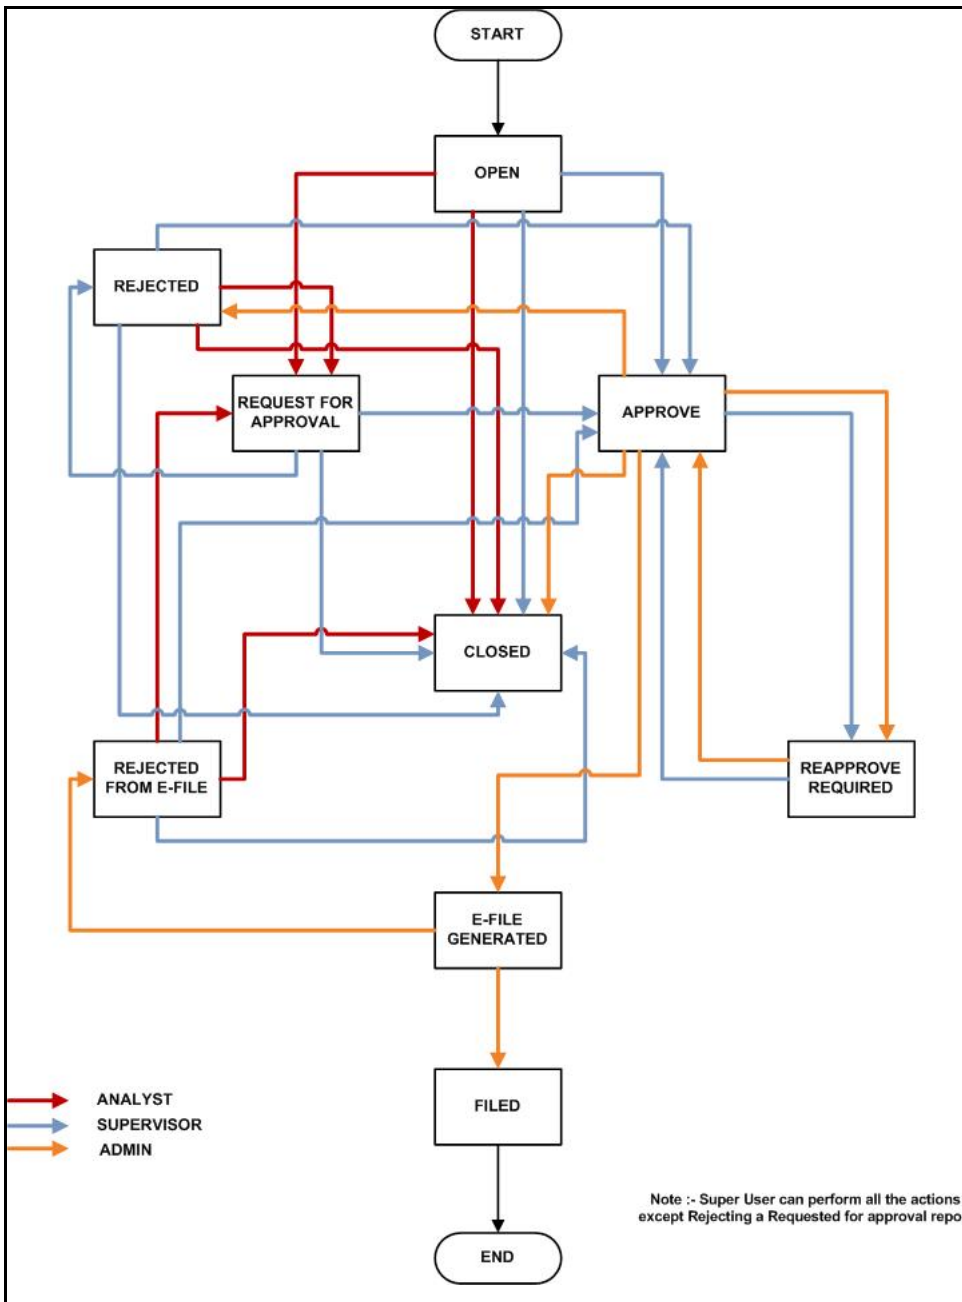 START
OPEN
REJECTED
REQUEST FOR
APPROVAL
APPROVE
CLOSED
REJECTED
FROM E-FILE
REAPPROVE
REQUIRED
E-FILE
GENERATED
FILED
ANALYST
SUPERVISOR
ADMIN
Note :- Super User can perform all the actions
except Rejecting a Requested for approval repo
END